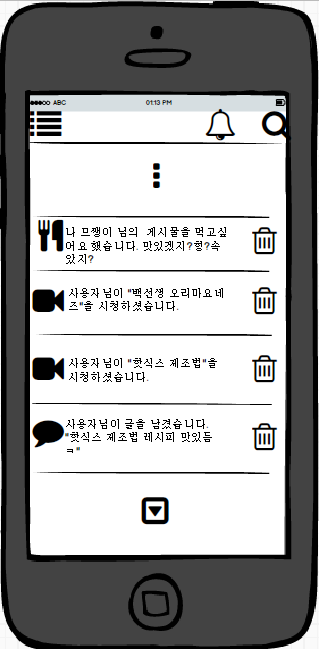 ABC 01:13 PM
나 므쨍이 님의 게시물을 먹고싶
어요했습니다. 맛있겠지?헝?속
았지?
사용자님이 "백선생 오리마요네
즈"을 시청하셨습니다.
사용자님이 "핫식스 제조법"을
시청하셨습니다.
사용자님이 글을 남겼습니다.
"핫식스 제조법 레시피 맛있듬
ㅋ"